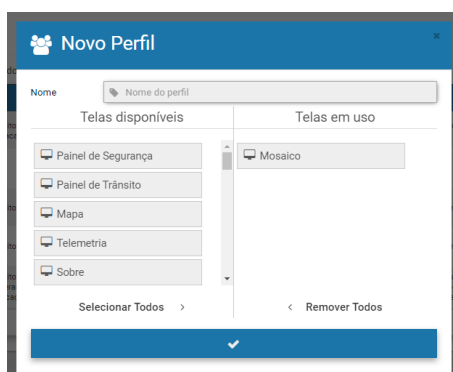 Novo Perfil
Nome
Nome do perfil
Telas disponíveis
Telas em uso
Painel de Segurança
Painel de Trânsito
Mapa
Telemetria
Sobre
Mosaico
Selecionar Todos >
< Remover Todos